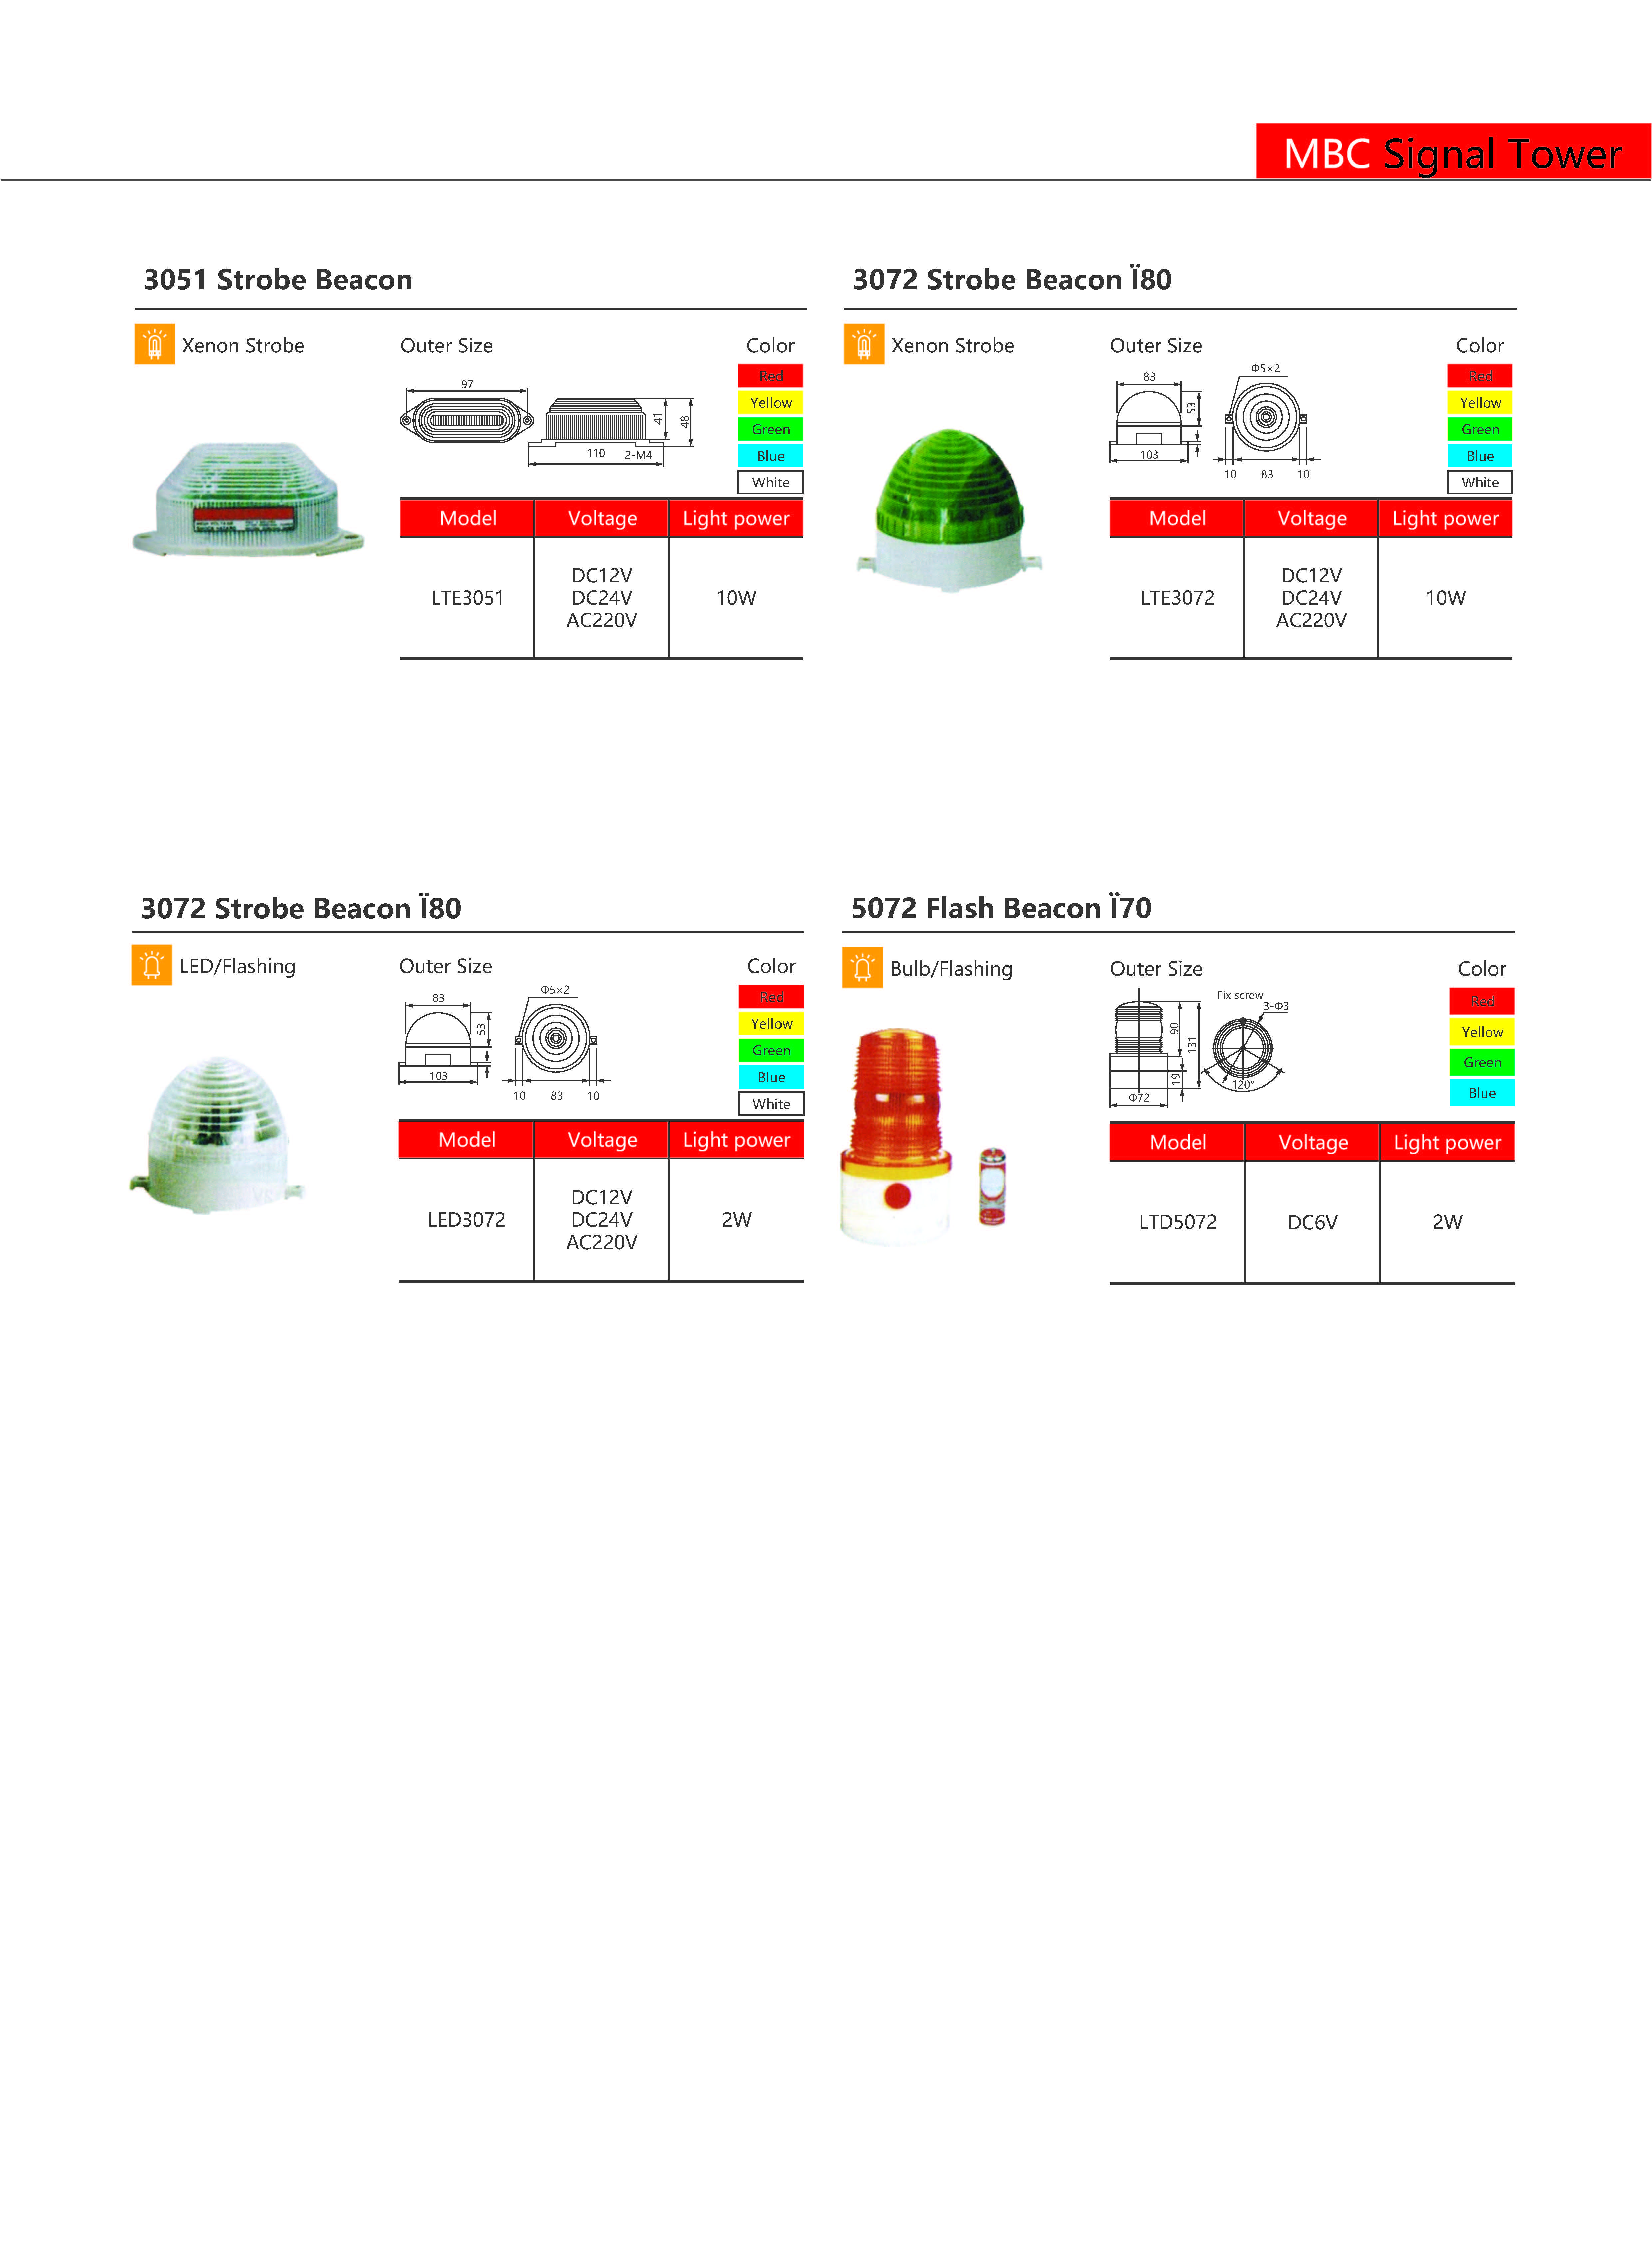 MBC Signal Tower
3051 Strobe Beacon
Xenon Strobe
Outer Size
Color
97
41
48
110
2-M4
Red
Yellow
Green
Blue
White
Model Voltage Light power
LTE3051
DC12V
DC24V
AC220V
10W
3072 Strobe Beacon Ï80
Xenon Strobe
Outer Size
Color
83
53
103
Φ5×2
10 83 10
Red
Yellow
Green
Blue
White
Model Voltage Light power
LTE3072
DC12V
DC24V
AC220V
10W
3072 Strobe Beacon Ï80
LED/Flashing
Outer Size
Color
83
53
103
Φ5×2
10 83 10
Red
Yellow
Green
Blue
White
Model Voltage Light power
LED3072
DC12V
DC24V
AC220V
2W
5072 Flash Beacon Ï70
Bulb/Flashing
Outer Size
Color
90
131
19
Φ72
Fix screw
3-Φ3
120°
Red
Yellow
Green
Blue
Model Voltage Light power
LTD5072
DC6V
2W